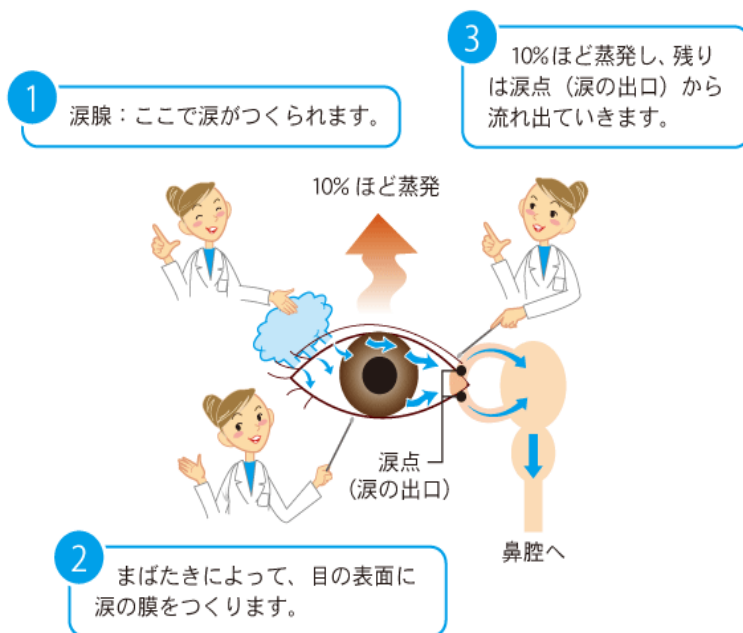 1
涙腺：ここで涙がつくられます。
3
10%ほど蒸発し、残り
は涙点（涙の出口）から
流れ出ていきます。
10% ほど蒸発
涙点
（涙の出口）
鼻腔へ
2
まばたきによって、目の表面に
涙の膜をつくります。